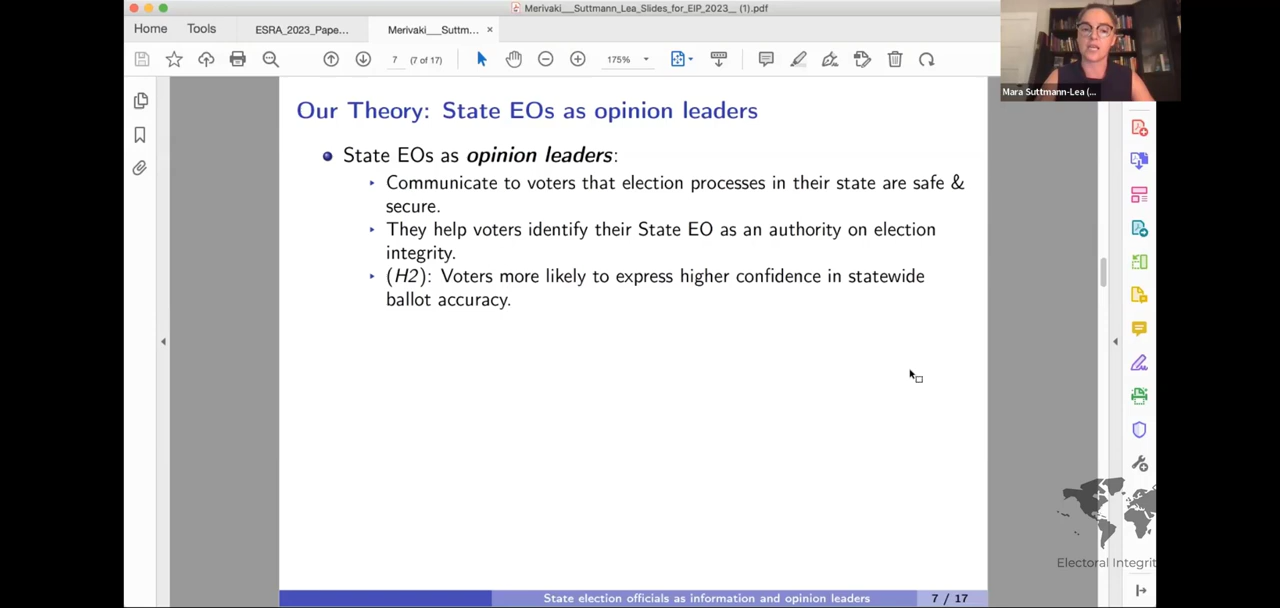 Merivaki__Suttmann_Lea_Slides_for_EIP_2023__ (1).pdf
Home
Tools
ESRA_2023_Pape...
Merivaki__Suttm...
7
(7 of 17)
175%
Mara Suttmann-Lea (...
Our Theory: State EOs as opinion leaders
State EOs as opinion leaders:
Communicate to voters that election processes in their state are safe &
secure.
They help voters identify their State EO as an authority on election
integrity.
(H2): Voters more likely to express higher confidence in statewide
ballot accuracy.
Electoral Integrit
State election officials as information and opinion leaders
7 / 17